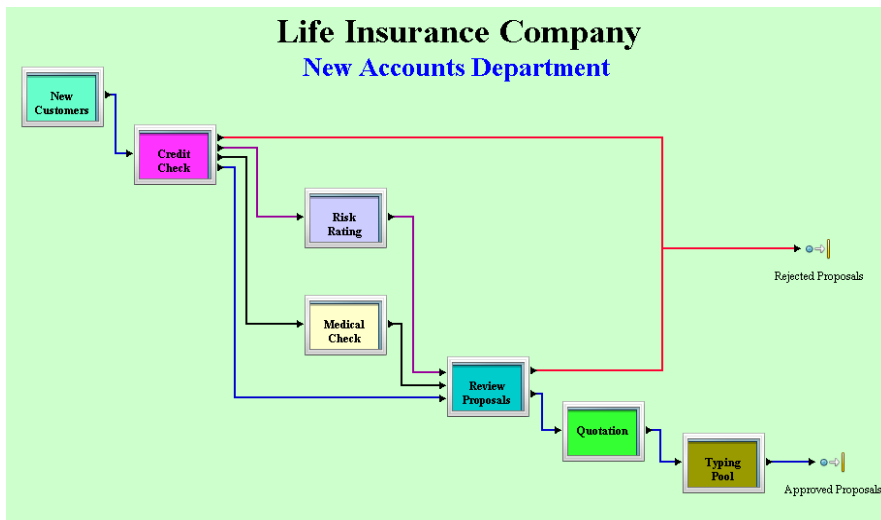 Life Insurance Company
New Accounts Department
New
Customers
Credit
Check
Risk
Rating
Rejected Proposals
Medical
Check
Review
Proposals
Quotation
Typing
Pool
Approved Proposals